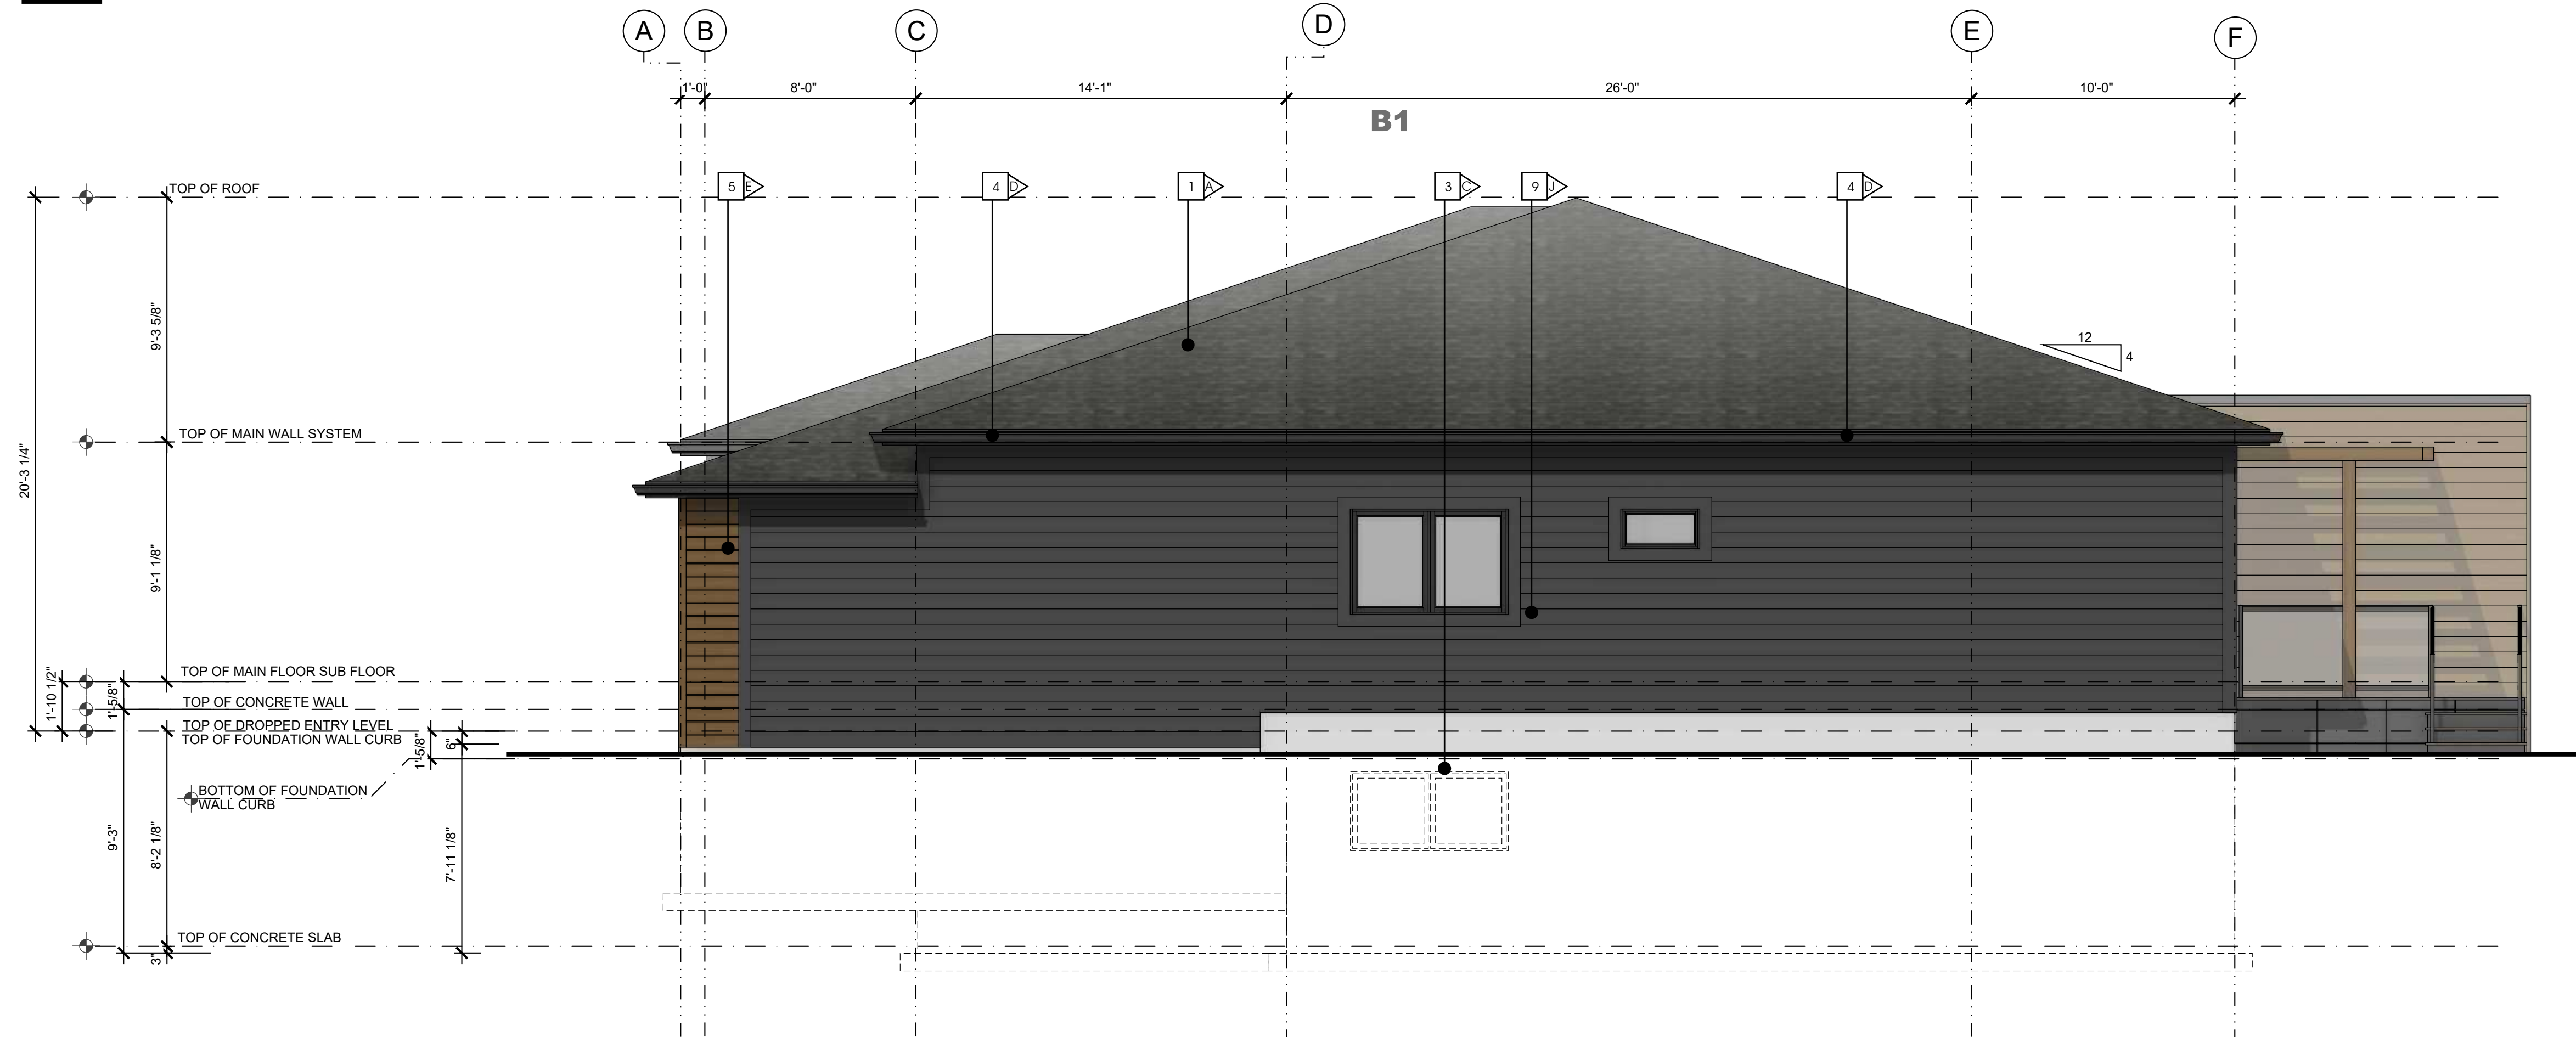 A B C D E F
1'-0" 8'-0" 14'-1" 26'-0" 10'-0"
B1
5 E 4 D 1 A 3 C 9 J 4 D
TOP OF ROOF
12
4
9'-3 5/8"
TOP OF MAIN WALL SYSTEM
20'-3 1/4"
9'-1 1/8"
TOP OF MAIN FLOOR SUB FLOOR
1'-10 1/2"
1'-5/8"
TOP OF CONCRETE WALL
TOP OF DROPPED ENTRY LEVEL
TOP OF FOUNDATION WALL CURB
1'-5/8"
6"
BOTTOM OF FOUNDATION
WALL CURB
9'-3"
8'-2 1/8"
7'-11 1/8"
TOP OF CONCRETE SLAB
3"